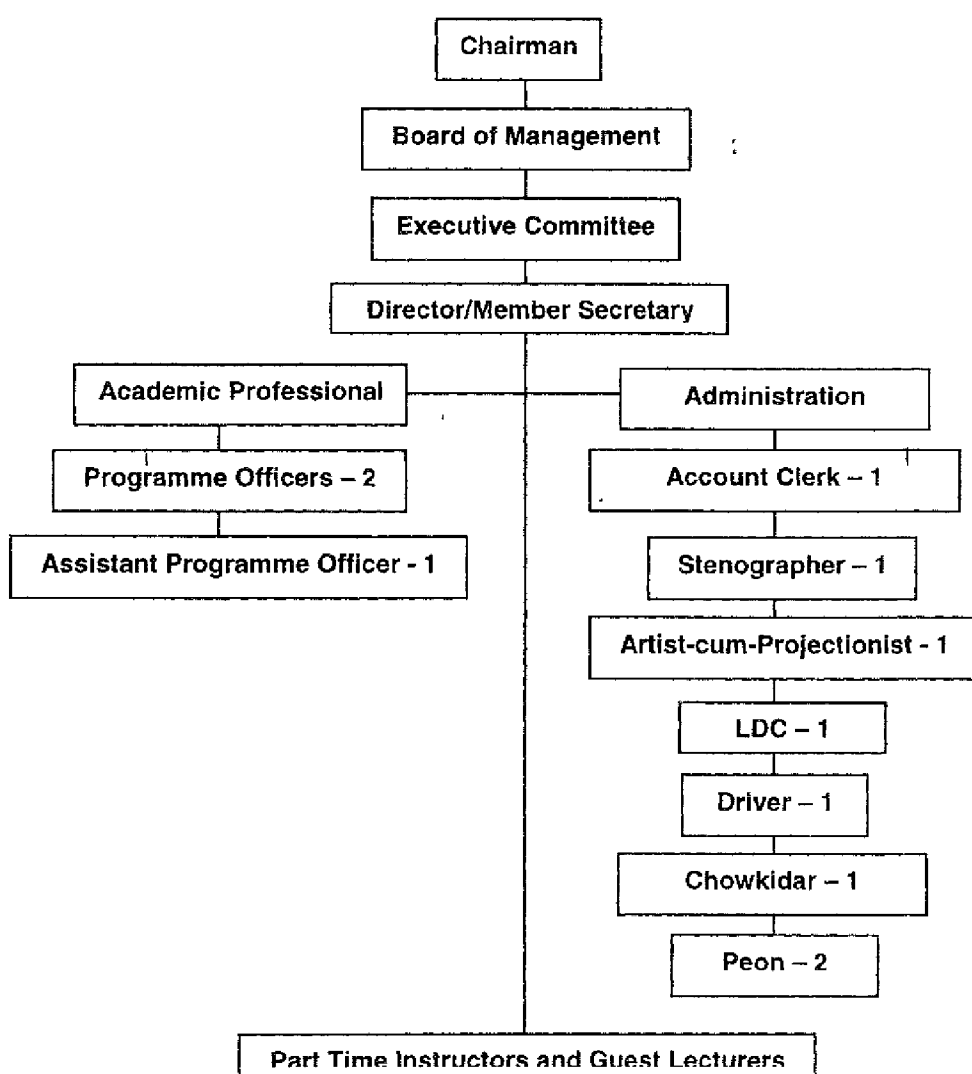 Chairman
Board of Management
Executive Committee
Director/Member Secretary
Academic Professional
Programme Officers – 2
Assistant Programme Officer - 1
Administration
Account Clerk – 1
Stenographer – 1
Artist-cum-Projectionist - 1
LDC – 1
Driver – 1
Chowkidar – 1
Peon – 2
Part Time Instructors and Guest Lecturers